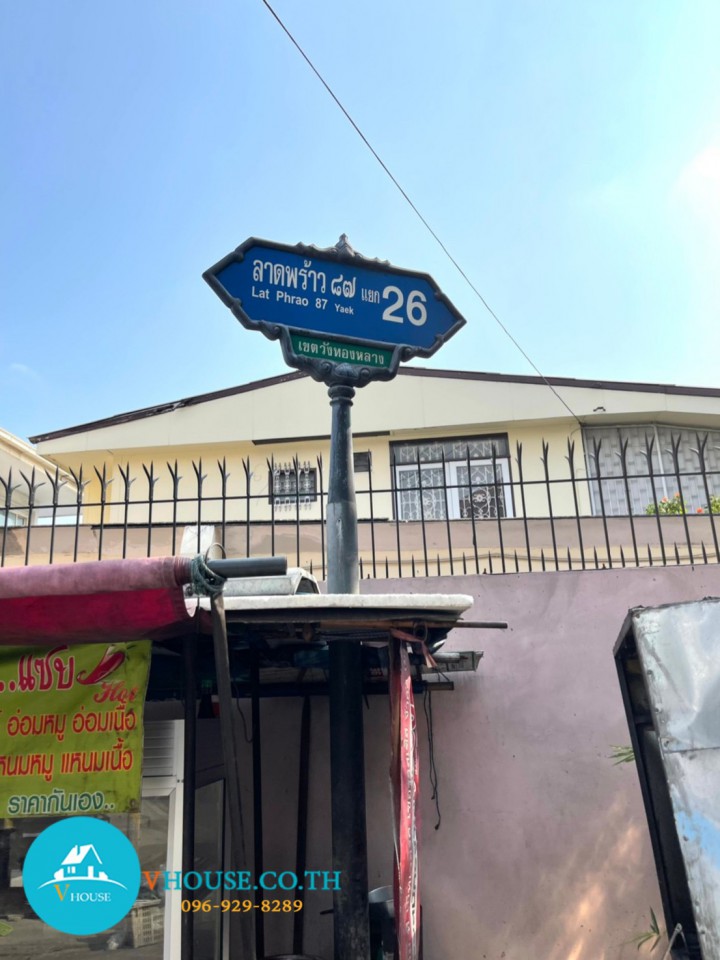 ลาดพร้าว ๘๗ แยก 26
Lat Phrao 87 Yaek
เขตวังทองหลาง
..แซบ
Hot
อ่อมหมู อ่อมเนื้อ
แหนมหมู แหนมเนื้อ
ราคากันเอง..
V HOUSE
VHOUSE.CO.TH
096-929-8289